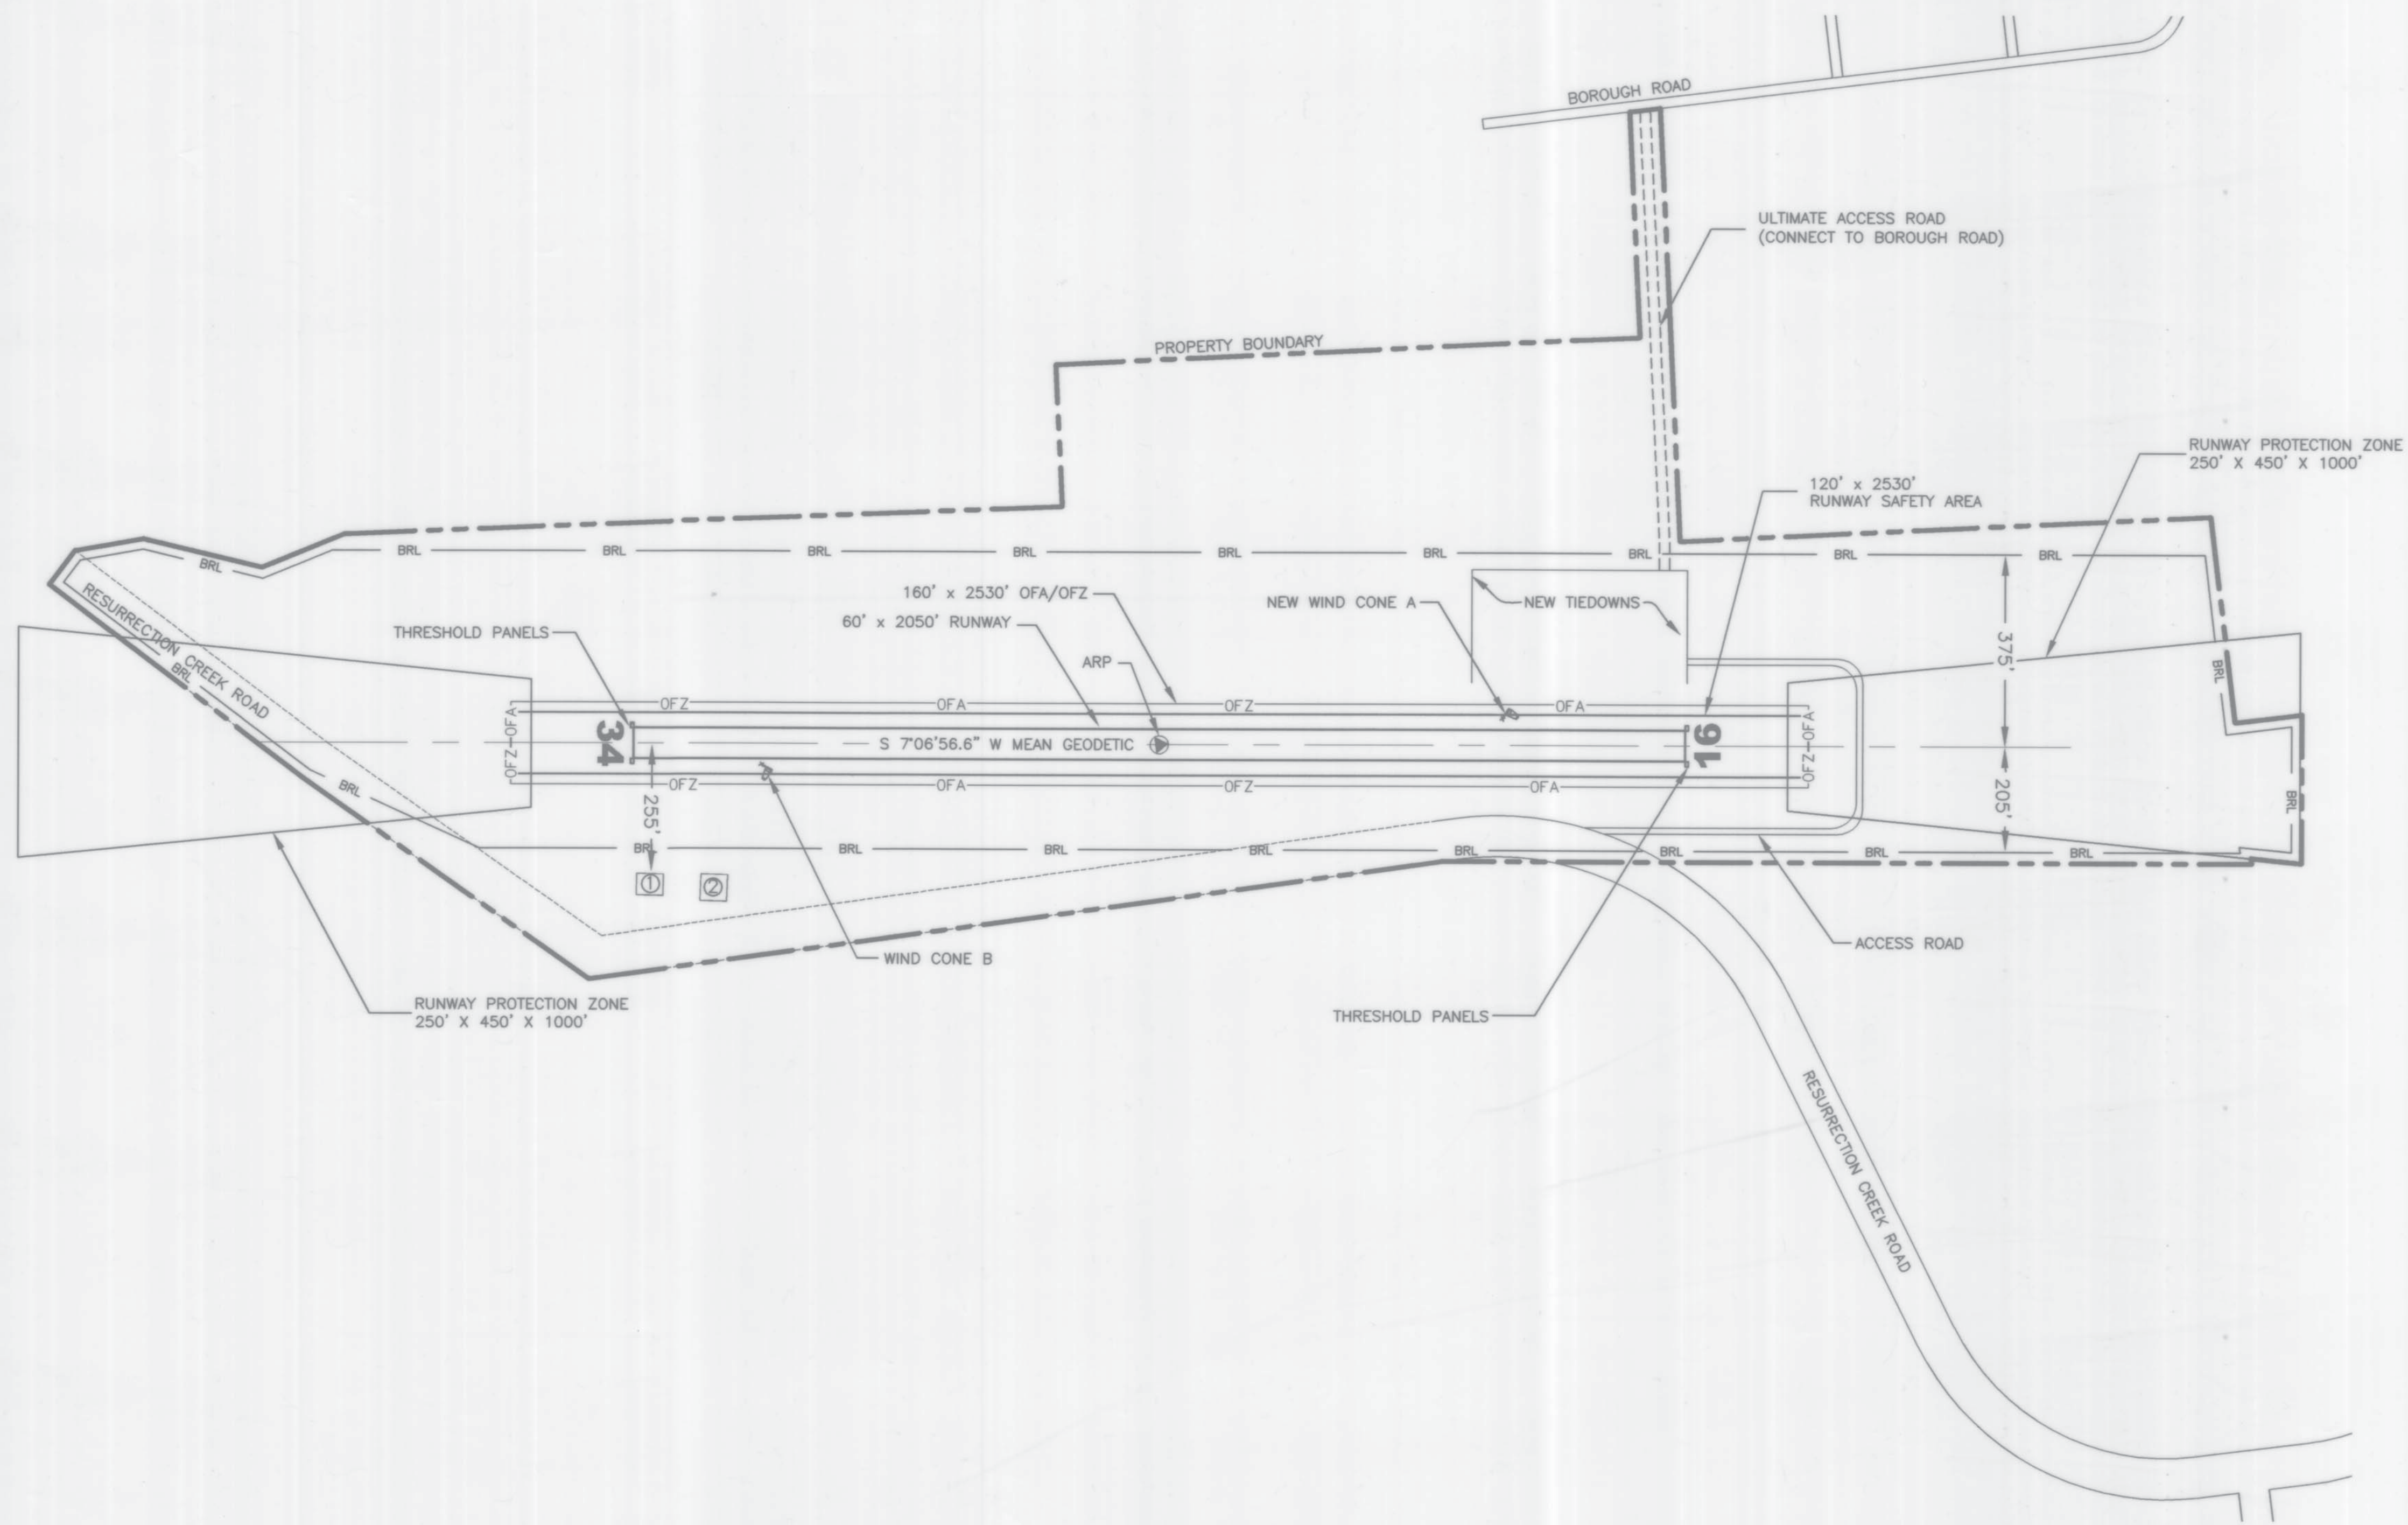 BOROUGH ROAD
ULTIMATE ACCESS ROAD
(CONNECT TO BOROUGH ROAD)
PROPERTY BOUNDARY
RUNWAY PROTECTION ZONE
250' X 450' X 1000'
120' x 2530'
RUNWAY SAFETY AREA
BRL
BRL
BRL
BRL
BRL
BRL
BRL
BRL
BRL
BRL
RESURRECTION CREEK ROAD
BRL
BRL
160' x 2530' OFA/OFZ
60' x 2050' RUNWAY
NEW WIND CONE A
NEW TIEDOWNS
THRESHOLD PANELS
ARP
375'
BRL
OFZ
OFA
OFZ
OFA
OFZ-OFA
34
S 7°06'56.6" W MEAN GEODETIC
16
OFZ-OFA
OFZ
OFA
OFZ
OFA
255'
205'
BRL
BRL
BRL
BRL
BRL
BRL
BRL
BRL
BRL
1
2
WIND CONE B
ACCESS ROAD
RUNWAY PROTECTION ZONE
250' X 450' X 1000'
THRESHOLD PANELS
RESURRECTION CREEK ROAD